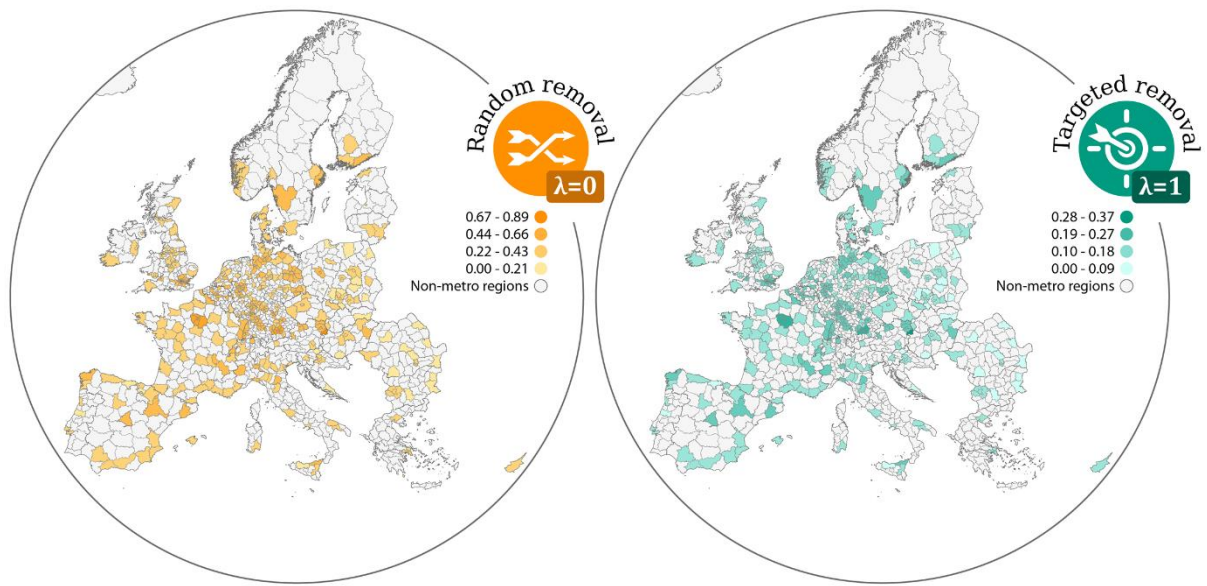 Random removal
λ=0
0.67 - 0.89
0.44 - 0.66
0.22 - 0.43
0.00 - 0.21
Non-metro regions
Targeted removal
λ=1
0.28 - 0.37
0.19 - 0.27
0.10 - 0.18
0.00 - 0.09
Non-metro regions